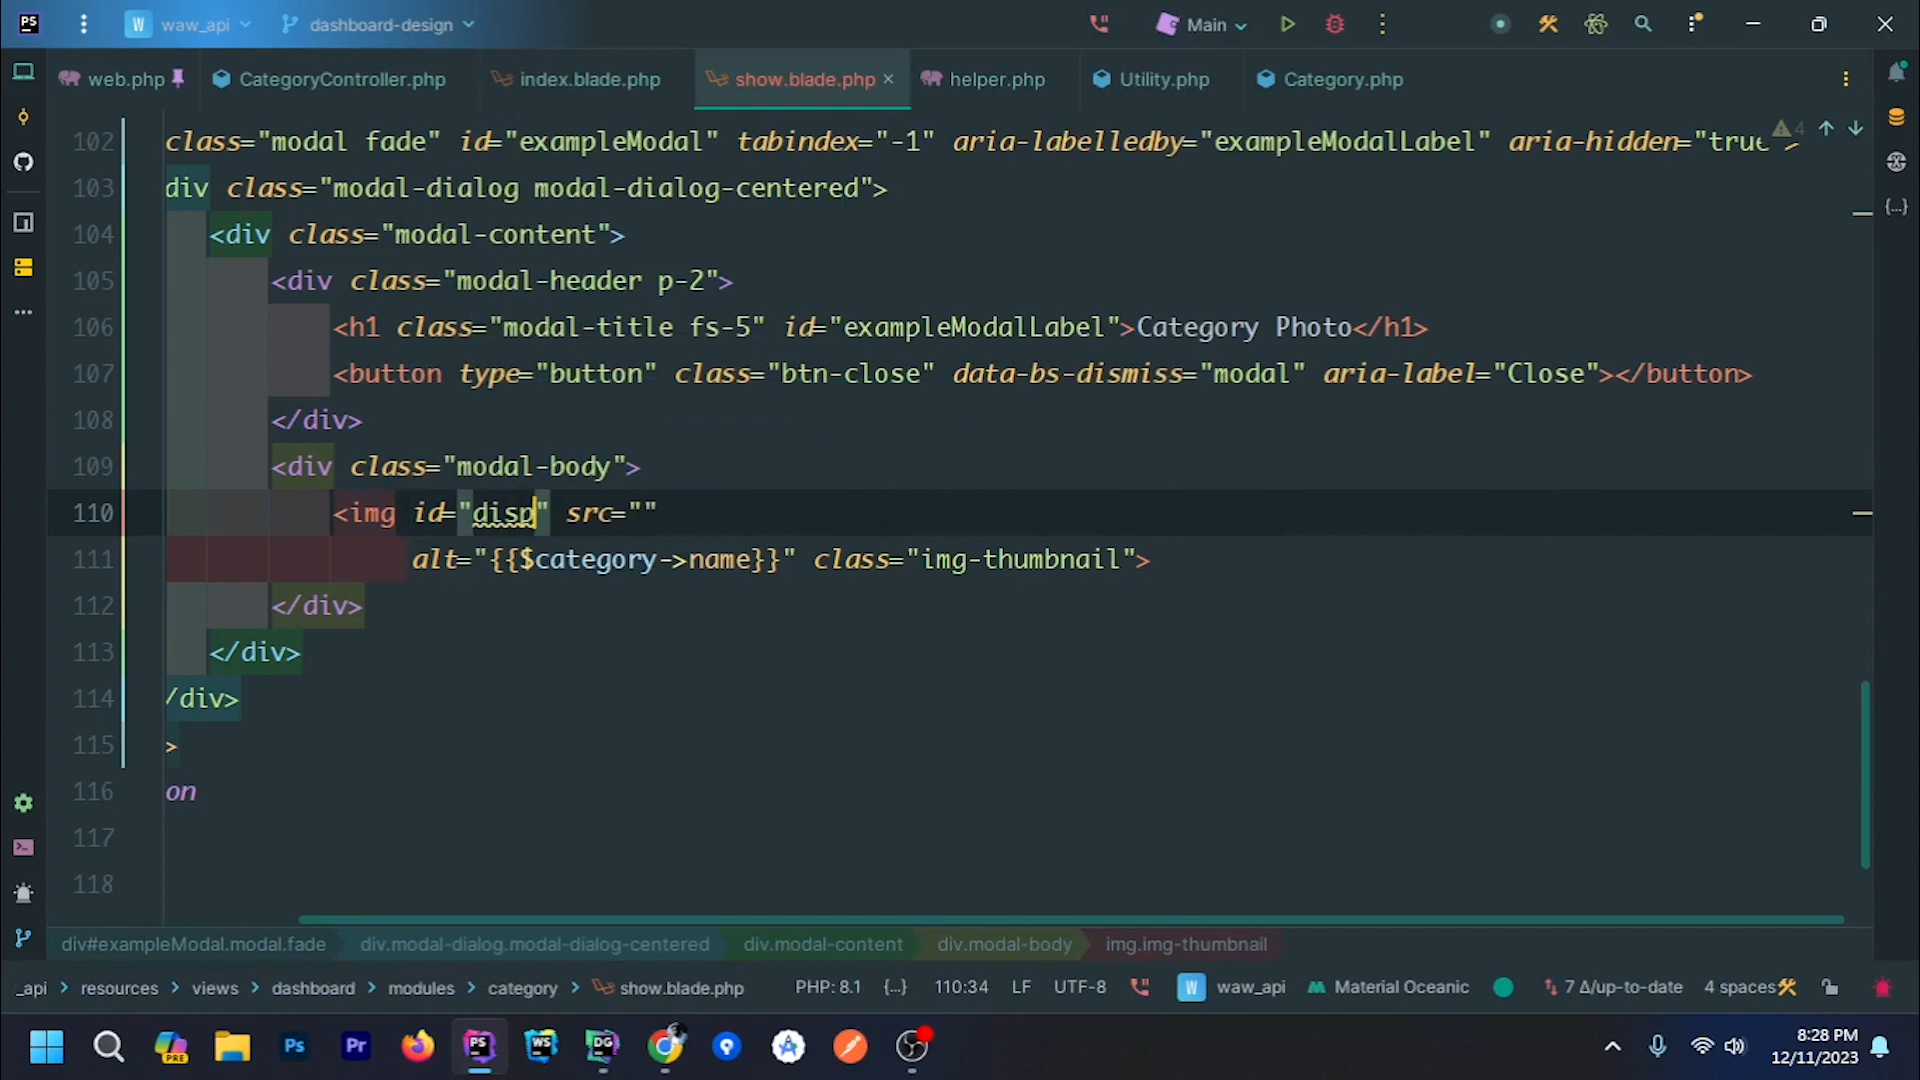 PS
W waw_api
dashboard-design
Main
web.php
CategoryController.php
index.blade.php
show.blade.php
helper.php
Utility.php
Category.php
102 class="modal fade" id="exampleModal" tabindex="-1" aria-labelledby="exampleModalLabel" aria-hidden="true">
4
103 div class="modal-dialog modal-dialog-centered">
104 <div class="modal-content">
105 <div class="modal-header p-2">
106 <h1 class="modal-title fs-5" id="exampleModalLabel">Category Photo</h1>
107 <button type="button" class="btn-close" data-bs-dismiss="modal" aria-label="Close"></button>
108 </div>
109 <div class="modal-body">
110 <img id="disp" src=""
111 alt="{{$category->name}}" class="img-thumbnail">
112 </div>
113 </div>
114 /div>
115 >
116 on
117
118
div#exampleModal.modal.fade
div.modal-dialog.modal-dialog-centered
div.modal-content
div.modal-body
img.img-thumbnail
_api > resources > views > dashboard > modules > category > show.blade.php
PHP: 8.1 {...} 110:34 LF UTF-8 W waw_api Material Oceanic 7 Δ/up-to-date 4 spaces
PRE Ps Pr PS WS DG
8:28 PM
12/11/2023